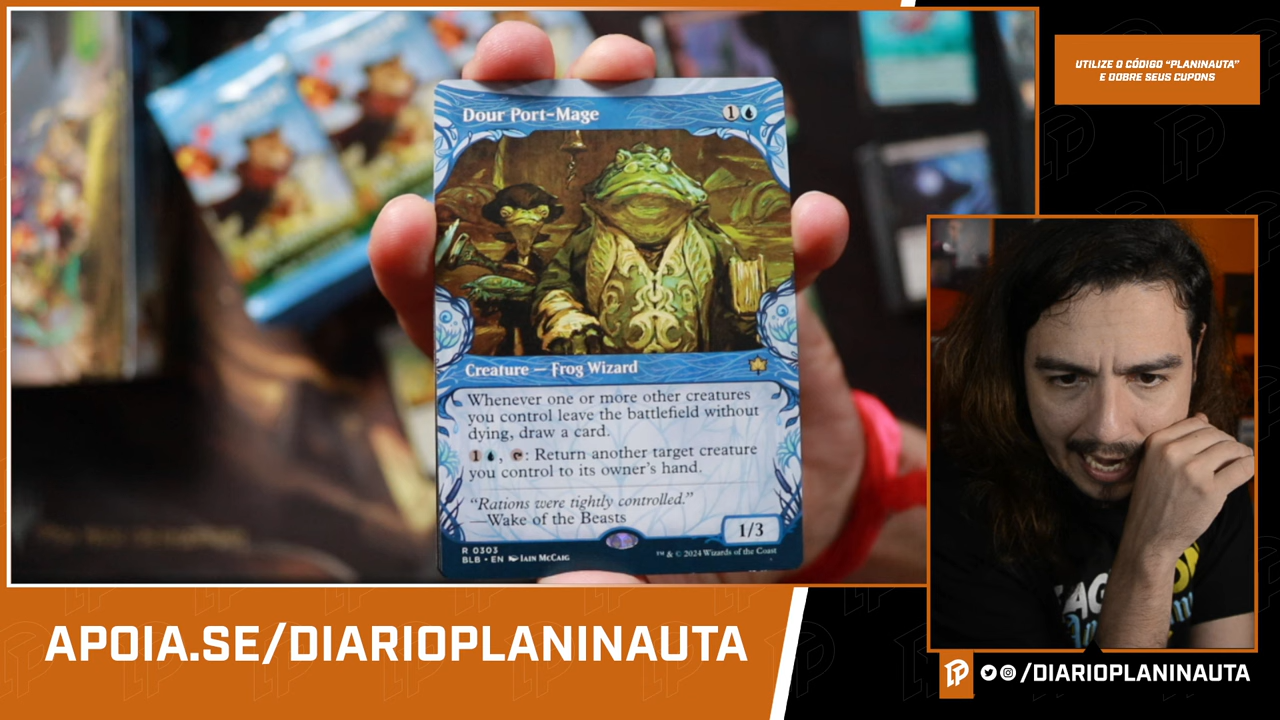 UTILIZE O CÓDIGO "PLANINAUTA"
E DOBRE SEUS CUPONS
Dour Port-Mage
1
Creature — Frog Wizard
Whenever one or more other creatures
you control leave the battlefield without
dying, draw a card.
1 , : Return another target creature
you control to its owner's hand.
"Rations were tightly controlled."
—Wake of the Beasts
1/3
R 0303
BLB • EN IAIN MCCAIG
™ & © 2024 Wizards of the Coast
APOIA.SE/DIARIOPLANINAUTA
/DIARIOPLANINAUTA